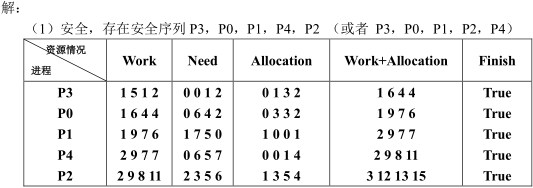 解：
（1）安全，存在安全序列 P3，P0，P1，P4，P2 （或者 P3，P0，P1，P2，P4）
资源情况 Work Need Allocation Work+Allocation Finish
进程
P3 1 5 1 2 0 0 1 2 0 1 3 2 1 6 4 4 True
P0 1 6 4 4 0 6 4 2 0 3 3 2 1 9 7 6 True
P1 1 9 7 6 1 7 5 0 1 0 0 1 2 9 7 7 True
P4 2 9 7 7 0 6 5 7 0 0 1 4 2 9 8 11 True
P2 2 9 8 11 2 3 5 6 1 3 5 4 3 12 13 15 True